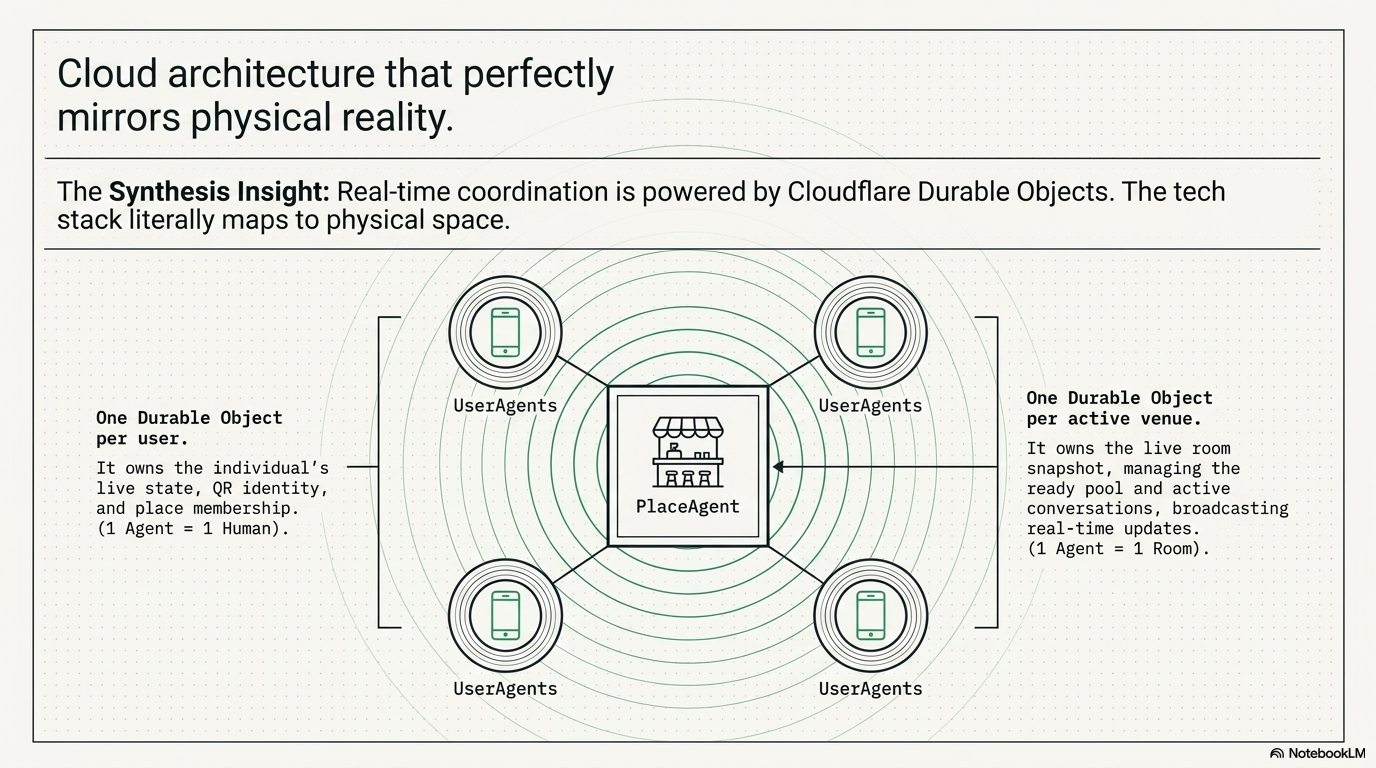 Cloud architecture that perfectly
mirrors physical reality.
The Synthesis Insight: Real-time coordination is powered by Cloudflare Durable Objects. The tech
stack literally maps to physical space.
One Durable Object
per user.
It owns the individual's
live state, QR identity,
and place membership.
(1 Agent = 1 Human).
UserAgents
UserAgents
PlaceAgent
UserAgents
UserAgents
One Durable Object
per active venue.
It owns the live room
snapshot, managing the
ready pool and active
conversations, broadcasting
real-time updates.
(1 Agent = 1 Room).
NotebookLM